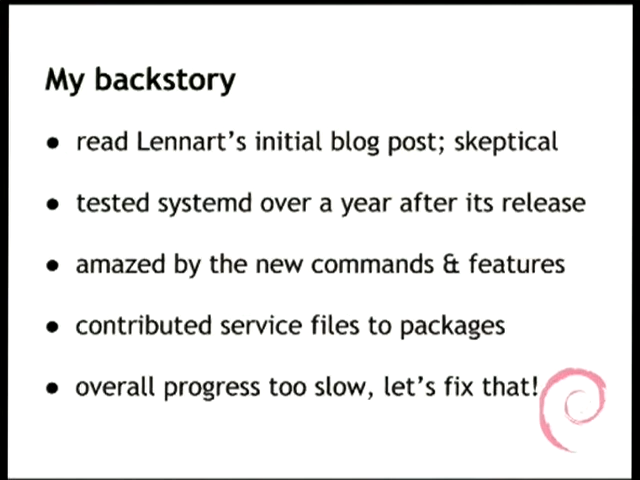 My backstory
• read Lennart's initial blog post; skeptical
• tested systemd over a year after its release
• amazed by the new commands & features
• contributed service files to packages
• overall progress too slow, let's fix that!